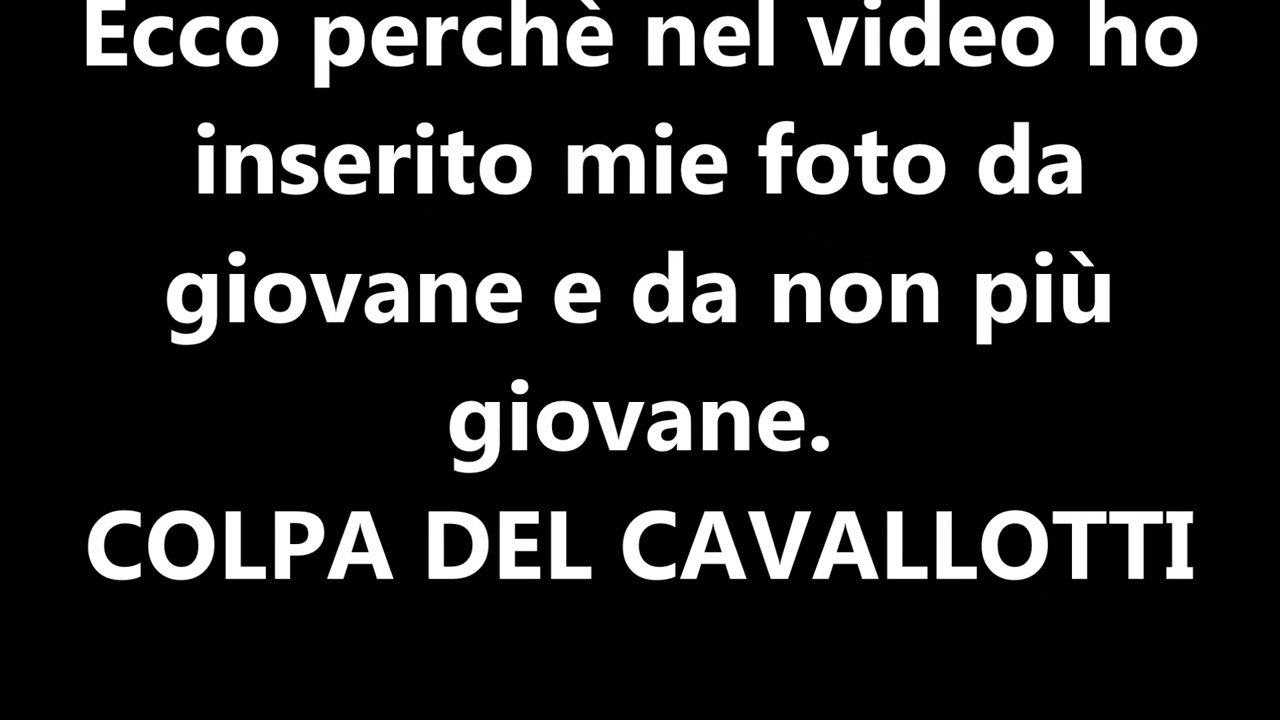 Ecco perchè nel video ho
inserito mie foto da
giovane e da non più
giovane.
COLPA DEL CAVALLOTTI